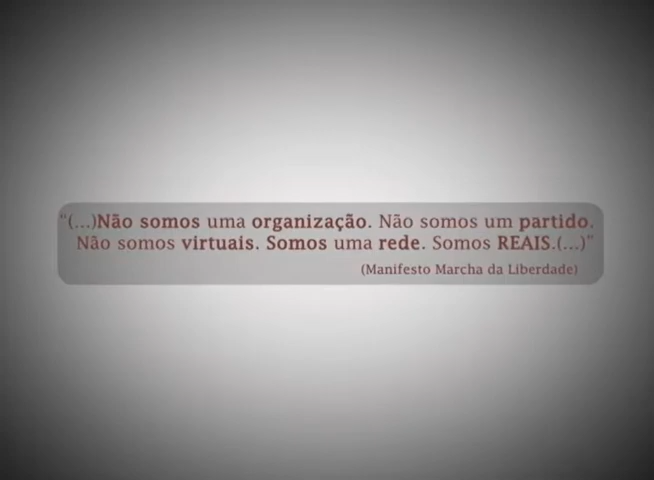 “(...)Não somos uma organização. Não somos um partido.
Não somos virtuais. Somos uma rede. Somos REAIS.(...)”
(Manifesto Marcha da Liberdade)